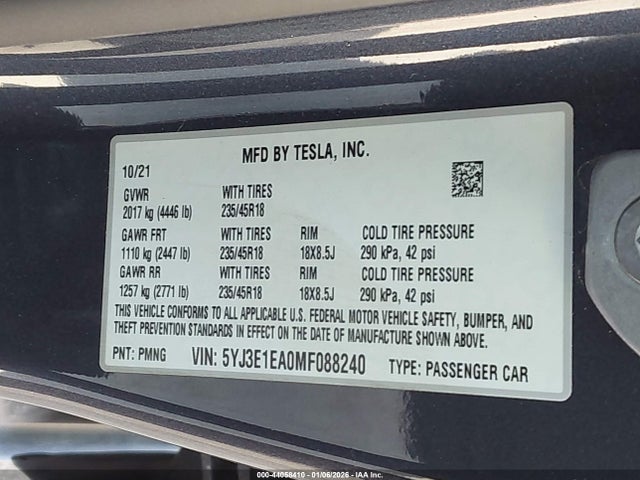 MFD BY TESLA, INC.
10/21
GVWR WITH TIRES
2017 kg (4446 lb) 235/45R18
GAWR FRT WITH TIRES RIM COLD TIRE PRESSURE
1110 kg (2447 lb) 235/45R18 18X8.5J 290 kPa, 42 psi
GAWR RR WITH TIRES RIM COLD TIRE PRESSURE
1257 kg (2771 lb) 235/45R18 18X8.5J 290 kPa, 42 psi
THIS VEHICLE CONFORMS TO ALL APPLICABLE U.S. FEDERAL MOTOR VEHICLE SAFETY, BUMPER, AND
THEFT PREVENTION STANDARDS IN EFFECT ON THE DATE OF MANUFACTURE SHOWN ABOVE.
PNT: PMNG VIN: 5YJ3E1EA0MF088240 TYPE: PASSENGER CAR
000-44058410 - 01/06/2026 - IAA Inc.